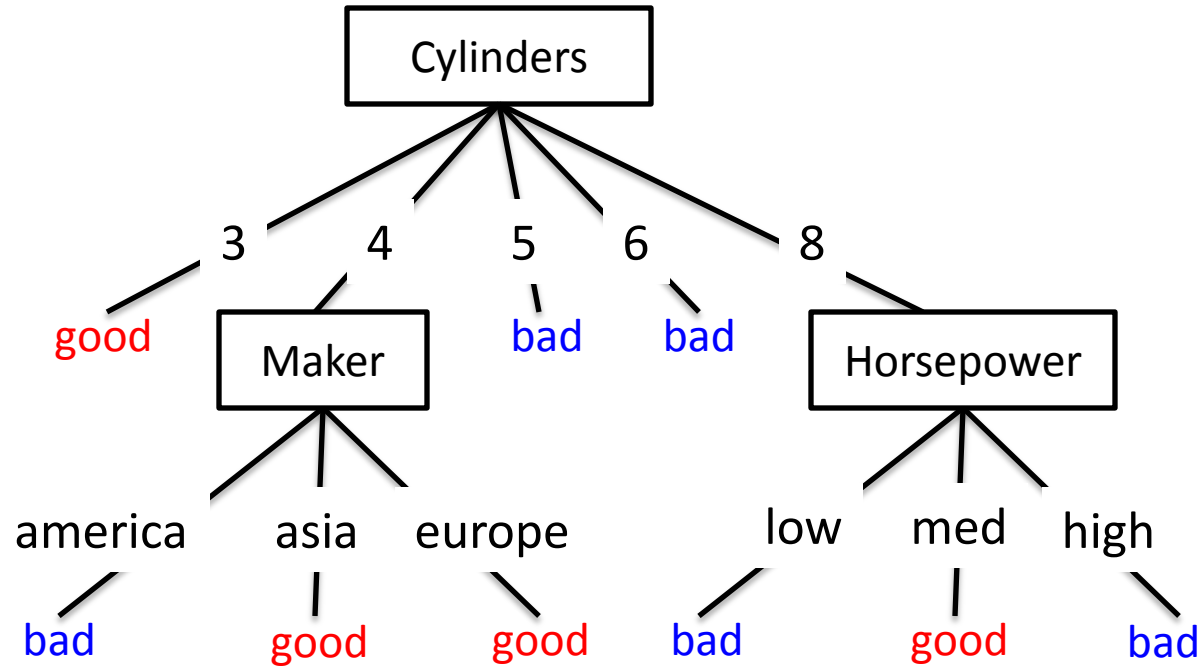 Cylinders
3 4 5 6 8
good Maker bad bad Horsepower
america asia europe low med high
bad good good bad good bad